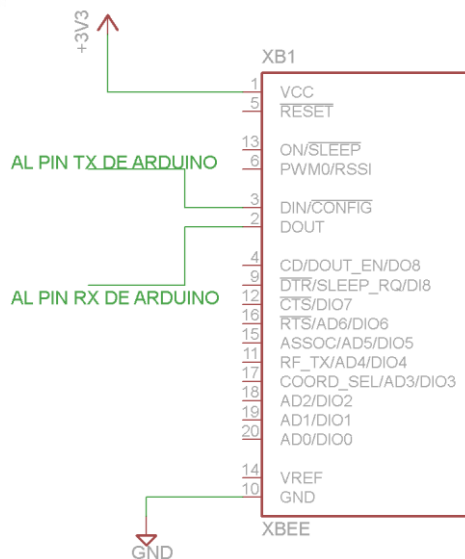 +3V3
XB1
1 VCC
5 RESET
13 ON/SLEEP
6 PWM0/RSSI
AL PIN TX DE ARDUINO
3 DIN/CONFIG
2 DOUT
4 CD/DOUT_EN/DO8
9 DTR/SLEEP_RQ/DI8
AL PIN RX DE ARDUINO
12 CTS/DIO7
16 RTS/AD6/DIO6
15 ASSOC/AD5/DIO5
11 RF_TX/AD4/DIO4
17 COORD_SEL/AD3/DIO3
18 AD2/DIO2
19 AD1/DIO1
20 AD0/DIO0
14 VREF
10 GND
XBEE
GND